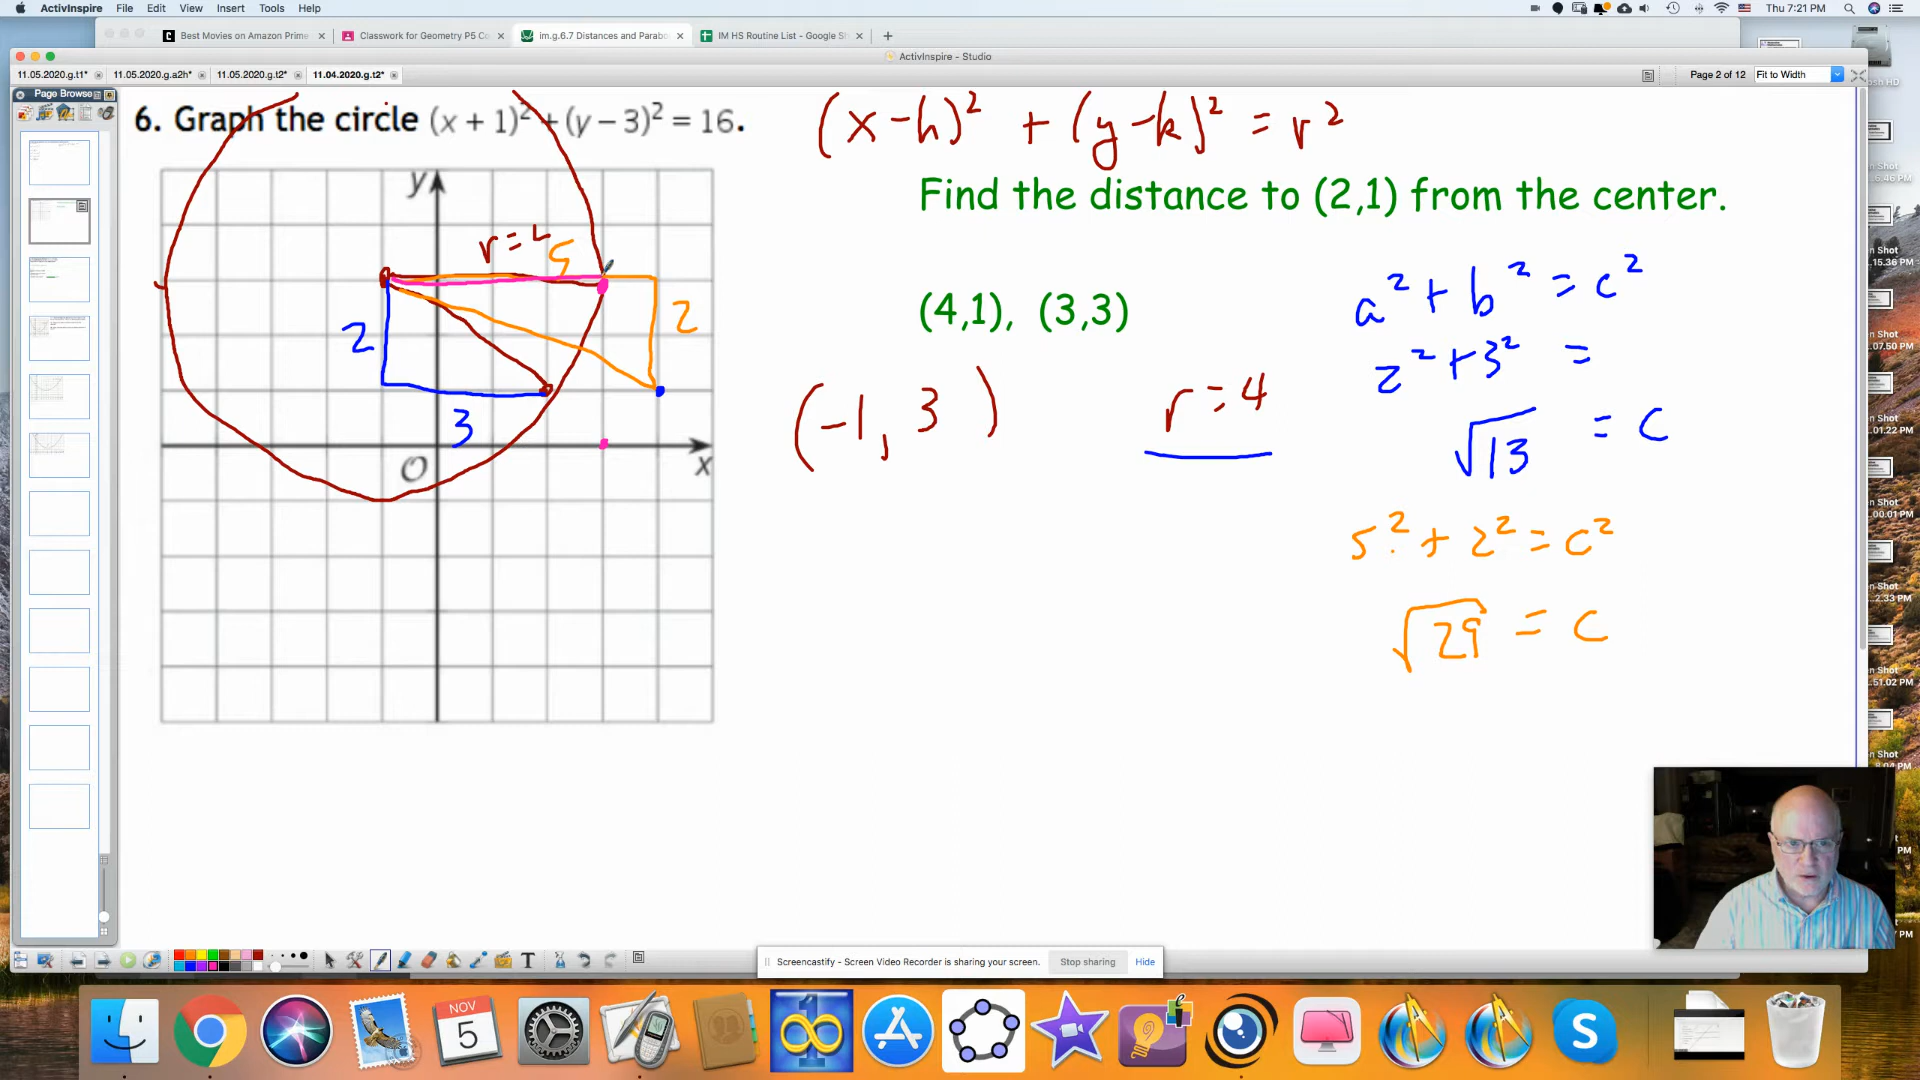 ActivInspire File Edit View Insert Tools Help
Thu 7:21 PM
Best Movies on Amazon Prime
Classwork for Geometry P5 Co
im.g.6.7 Distances and Parabo
IM HS Routine List - Google Sh
ActivInspire - Studio
11.05.2020.g.t1*
11.05.2020.g.a2h*
11.05.2020.g.t2*
11.04.2020.g.t2*
Page 2 of 12
Fit to Width
Page Browser
6. Graph the circle (x + 1)² + (y − 3)² = 16.
(x-h)² + (y-k)² = r²
Find the distance to (2,1) from the center.
y
r=4
5
2
2
3
O
x
(4,1), (3,3)
(-1, 3)
r=4
a² + b² = c²
2² + 3² =
√13 = c
5² + 2² = c²
√29 = c
Screencastify - Screen Video Recorder is sharing your screen.
Stop sharing
Hide
NOV
5